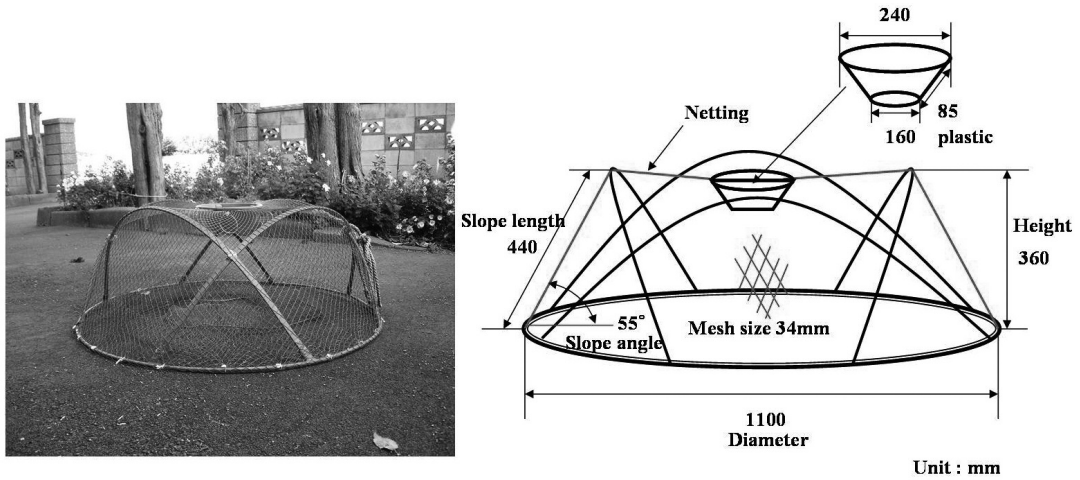 240
85
160
plastic
Netting
Slope length
440
Height
360
55°
Slope angle
Mesh size 34mm
1100
Diameter
Unit : mm